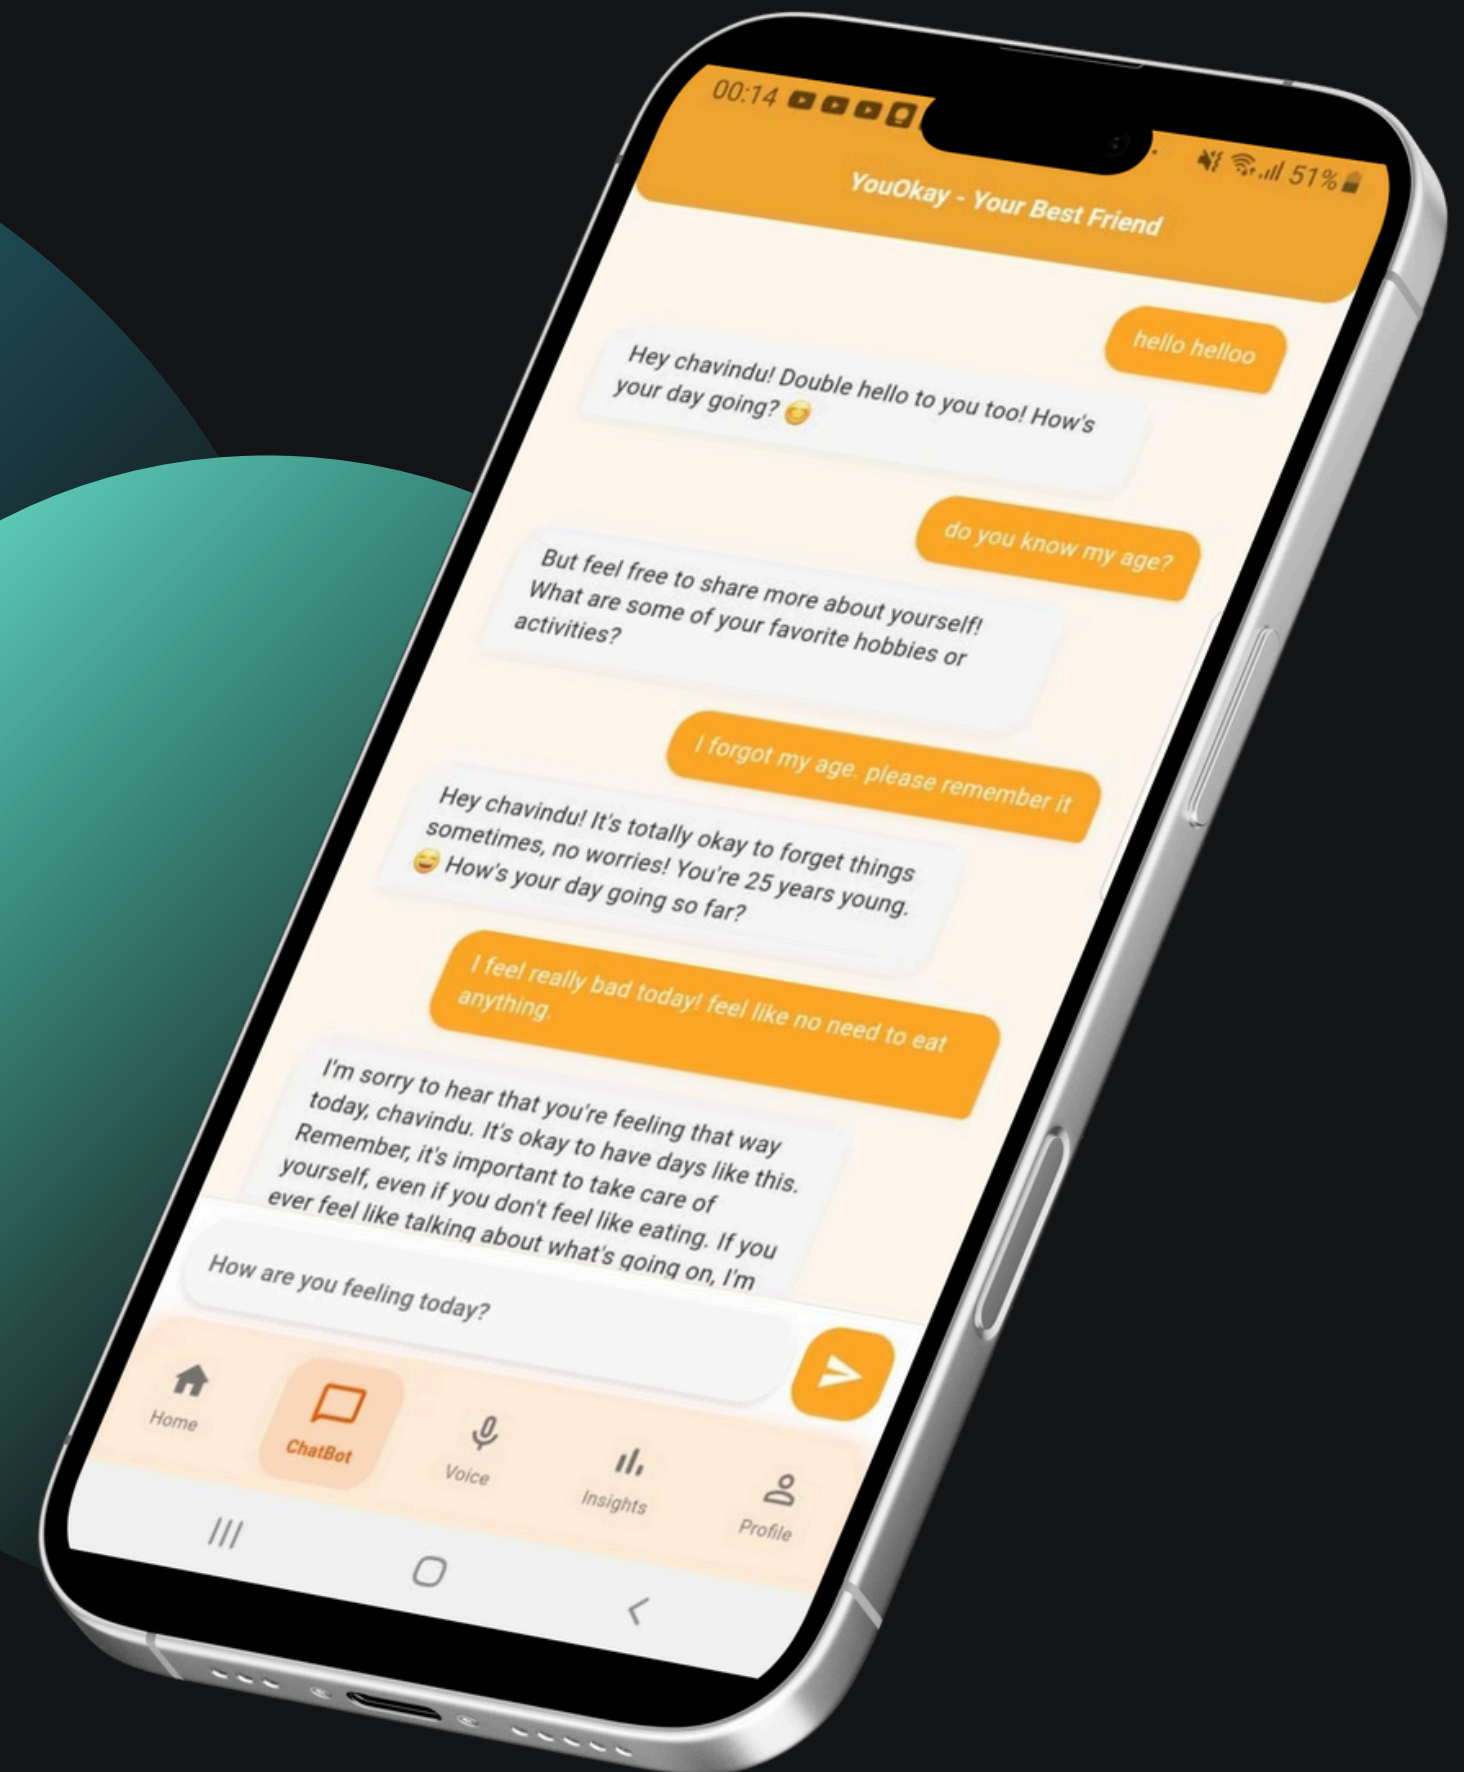 00:14
51%
YouOkay - Your Best Friend
hello helloo
Hey chavindu! Double hello to you too! How's
your day going? 😊
do you know my age?
But feel free to share more about yourself!
What are some of your favorite hobbies or
activities?
I forgot my age. please remember it
Hey chavindu! It's totally okay to forget things
sometimes, no worries! You're 25 years young.
😄 How's your day going so far?
I feel really bad today! feel like no need to eat
anything.
I'm sorry to hear that you're feeling that way
today, chavindu. It's okay to have days like this.
Remember, it's important to take care of
yourself, even if you don't feel like eating. If you
ever feel like talking about what's going on, I'm
How are you feeling today?
Home
ChatBot
Voice
Insights
Profile